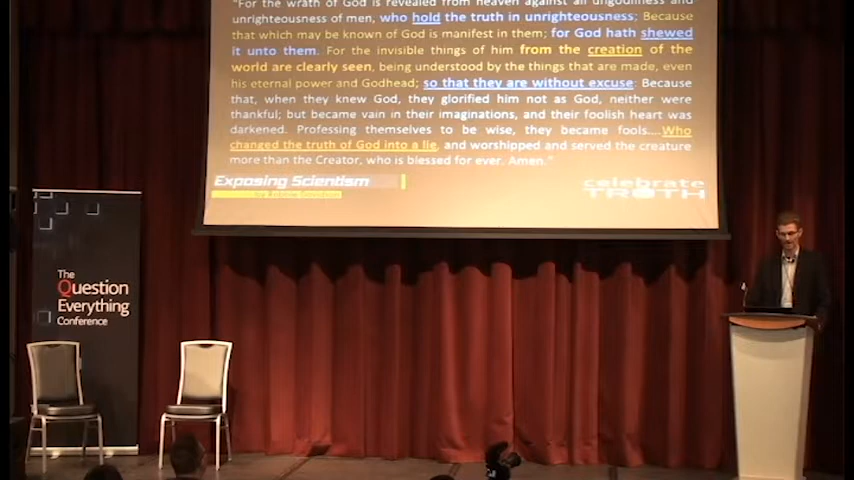 "For the wrath of God is revealed from heaven against all ungodliness and
unrighteousness of men, who hold the truth in unrighteousness; Because
that which may be known of God is manifest in them; for God hath shewed
it unto them. For the invisible things of him from the creation of the
world are clearly seen, being understood by the things that are made, even
his eternal power and Godhead; so that they are without excuse: Because
that, when they knew God, they glorified him not as God, neither were
thankful; but became vain in their imaginations, and their foolish heart was
darkened. Professing themselves to be wise, they became fools....Who
changed the truth of God into a lie, and worshipped and served the creature
more than the Creator, who is blessed for ever. Amen."
Exposing Scientism
celebrate
TRUTH
The
Question
Everything
Conference